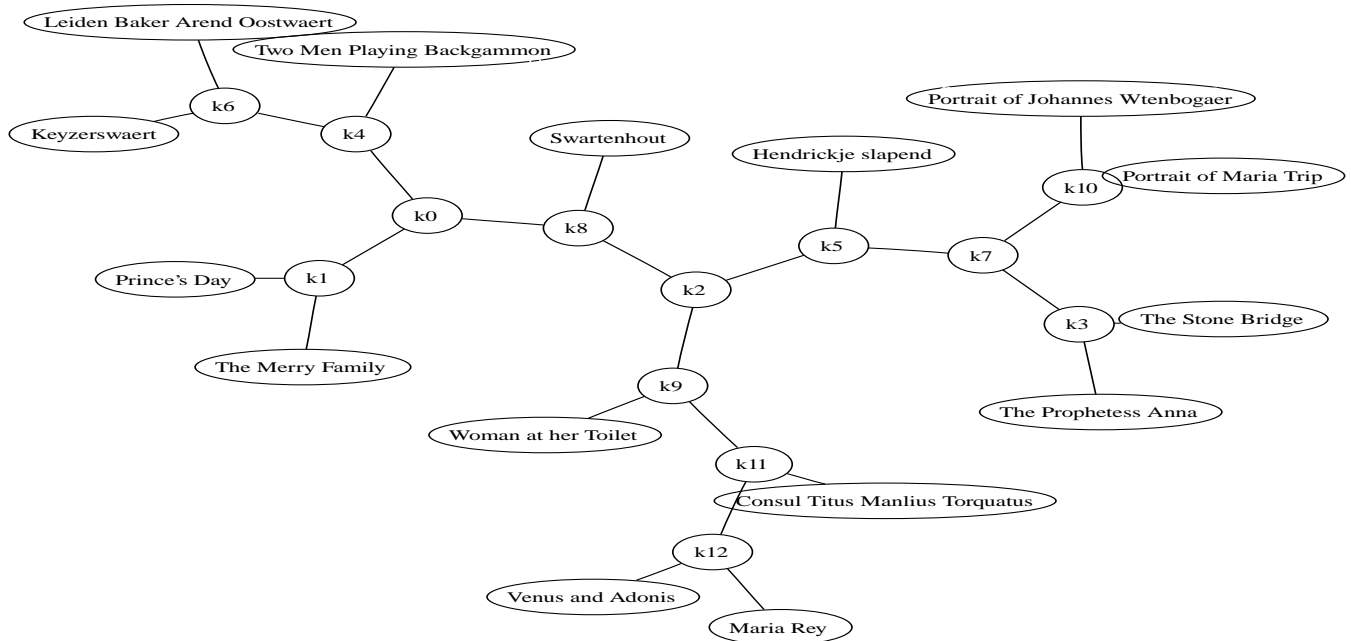 Leiden Baker Arend Oostwaert
Two Men Playing Backgammon
k6
Keyzerswaert
k4
Portrait of Johannes Wtenbogaer
Swartenhout
Hendrickje slapend
k10
Portrait of Maria Trip
k0
k8
k5
k7
Prince's Day
k1
k2
k3
The Stone Bridge
The Merry Family
k9
The Prophetess Anna
Woman at her Toilet
k11
Consul Titus Manlius Torquatus
k12
Venus and Adonis
Maria Rey